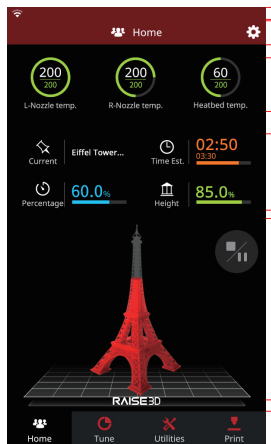 Home
200
200
200
200
60
200
L-Nozzle temp.
R-Nozzle temp.
Heatbed temp.
Current
Eiffel Tower...
Time Est.
02:50
03:30
Percentage
60.0%
Height
85.0%
RAISE3D
Home
Tune
Utilities
Print